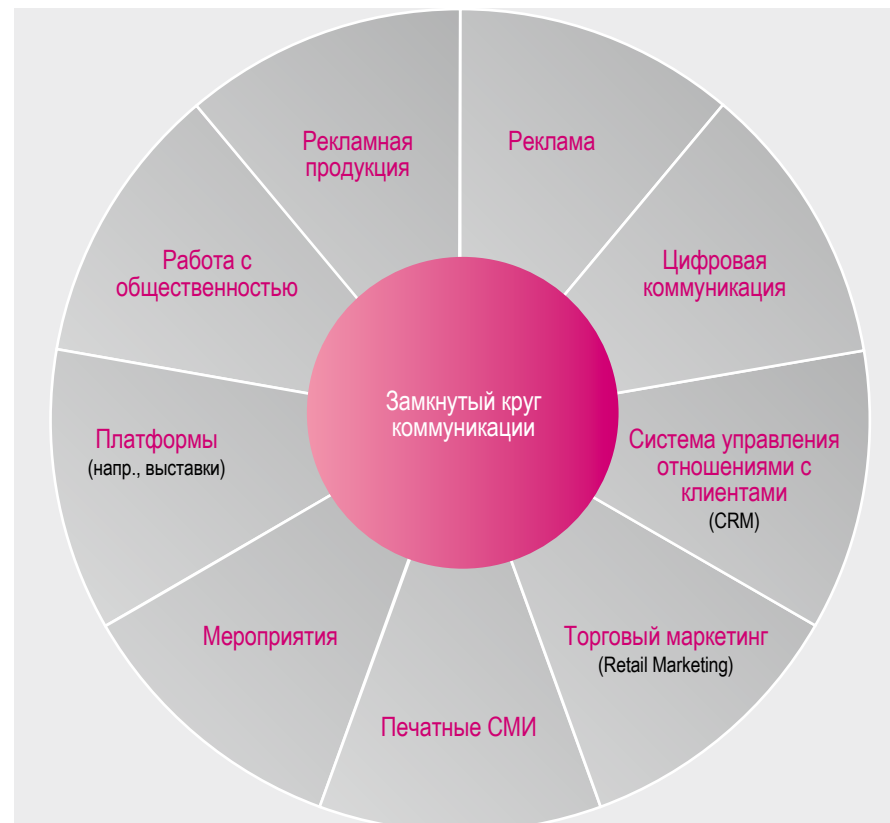 Рекламная
продукция
Реклама
Цифровая
коммуникация
Система управления
отношениями с
клиентами
(CRM)
Торговый маркетинг
(Retail Marketing)
Печатные СМИ
Мероприятия
Платформы
(напр., выставки)
Работа с
общественностью
Замкнутый круг
коммуникации